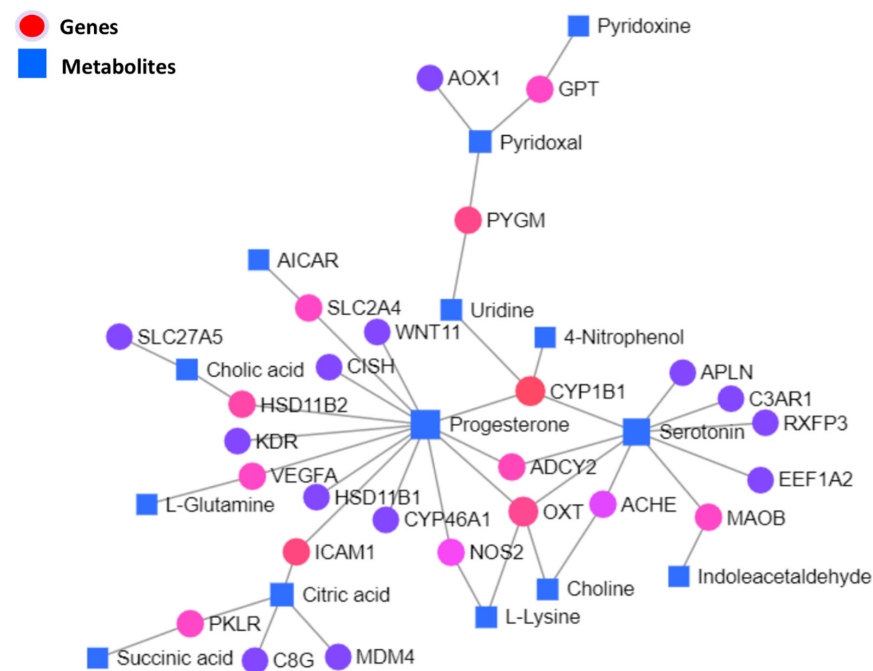 Genes
Metabolites
Pyridoxine
AOX1
GPT
Pyridoxal
PYGM
AICAR
SLC2A4
Uridine
WNT11
4-Nitrophenol
SLC27A5
Cholic acid
CISH
APLN
CYP1B1
C3AR1
HSD11B2
RXFP3
Progesterone
Serotonin
KDR
ADCY2
VEGFA
EEF1A2
HSD11B1
L-Glutamine
CYP46A1
OXT
ACHE
MAOB
ICAM1
NOS2
Indoleacetaldehyde
Choline
Citric acid
L-Lysine
PKLR
Succinic acid
C8G
MDM4